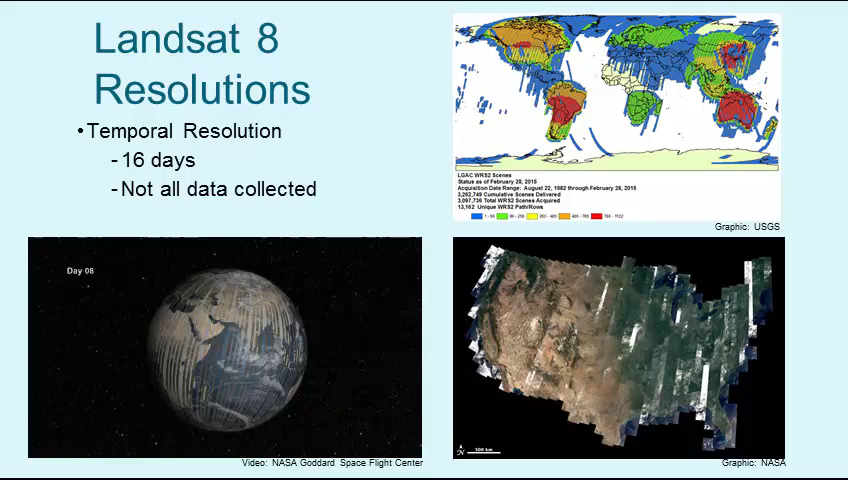 Landsat 8
Resolutions
•Temporal Resolution
-16 days
-Not all data collected
LGAC WRS2 Scenes
Status as of February 28, 2015
Acquisition Date Range: August 22, 1982 through February 28, 2015
3,262,749 Cumulative Scenes Delivered
3,097,736 Total WRS2 Scenes Acquired
13,162 Unique WRS2 Path/Rows
Graphic: USGS
Day 08
Video: NASA Goddard Space Flight Center
N
300 km
Graphic: NASA